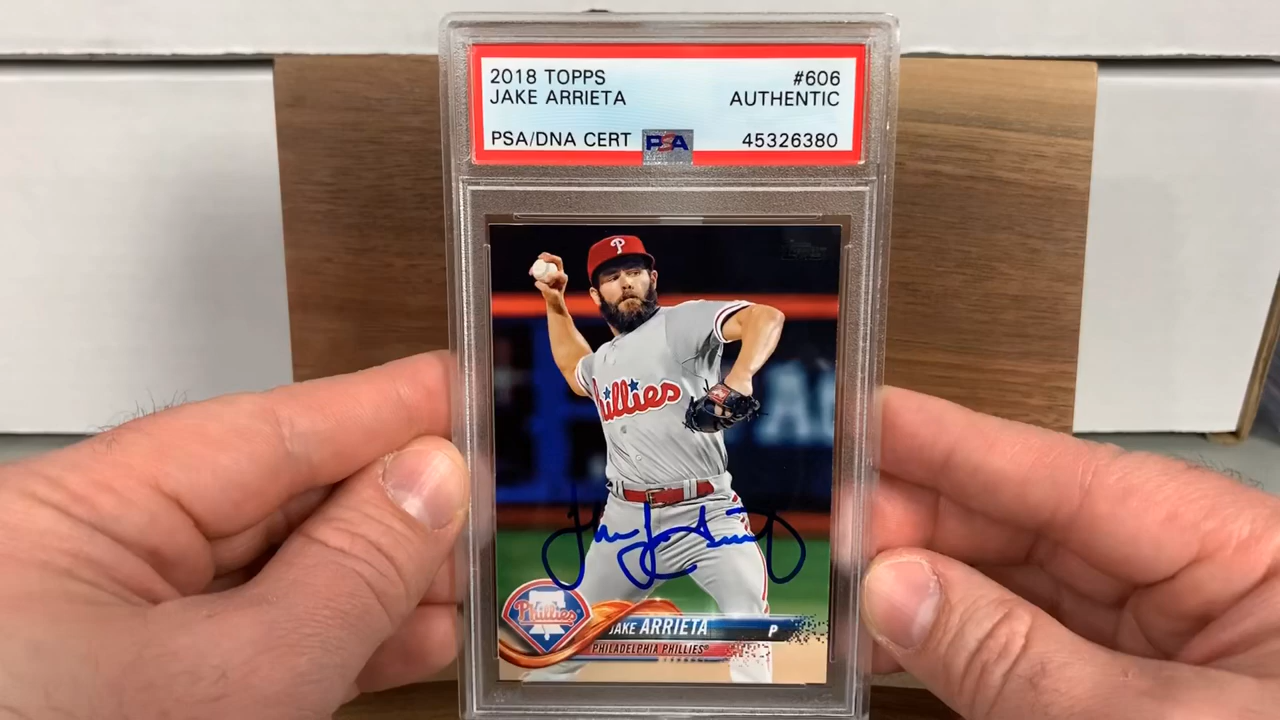 2018 TOPPS #606
JAKE ARRIETA AUTHENTIC
PSA/DNA CERT PSA 45326380
P
Phillies
Phillies
JAKE ARRIETA P
PHILADELPHIA PHILLIES®